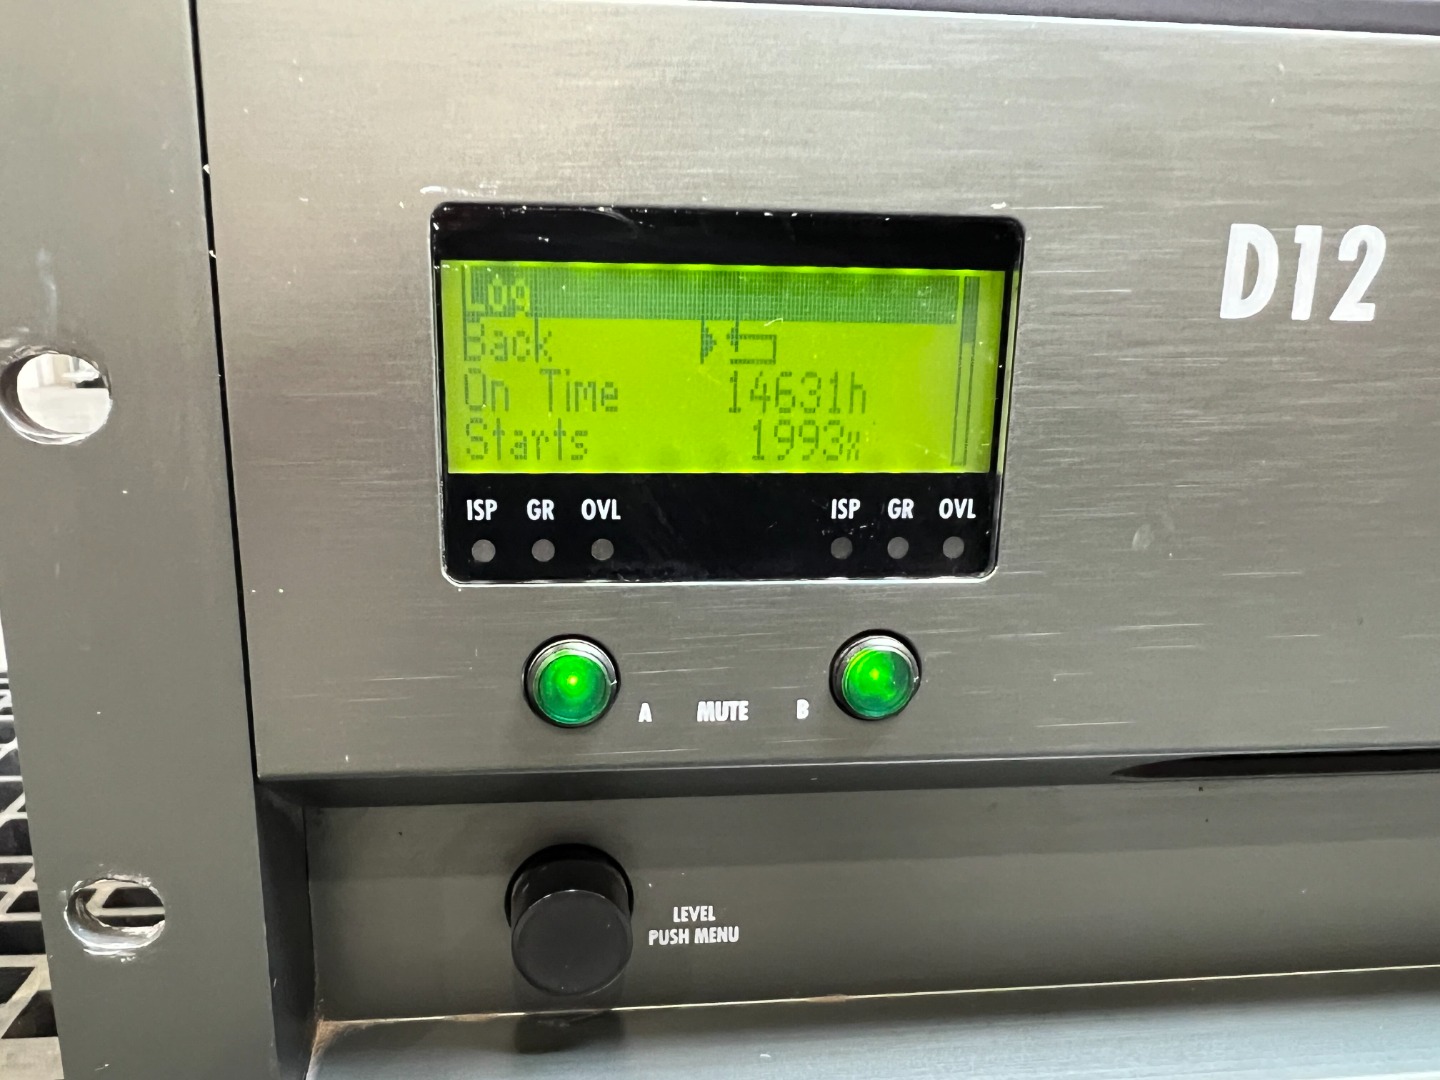 D12
Log
Back
On Time 14631h
Starts 1993x
ISP GR OVL ISP GR OVL
A MUTE B
LEVEL
PUSH MENU